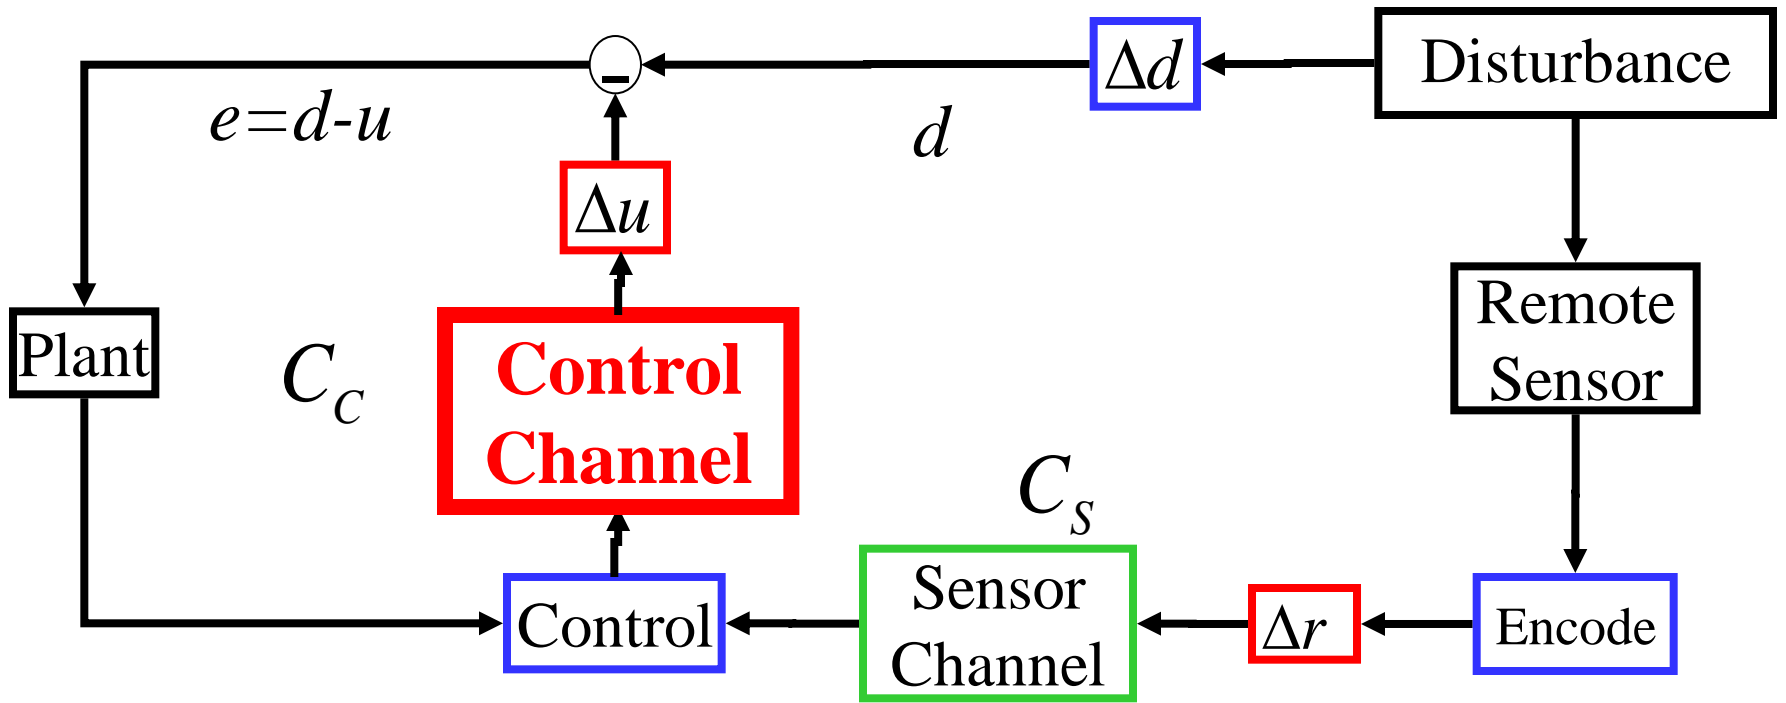 Disturbance
Δd
-
e=d-u
d
Δu
Remote
Sensor
Plant
C_C
Control
Channel
C_S
Sensor
Channel
Control
Δr
Encode